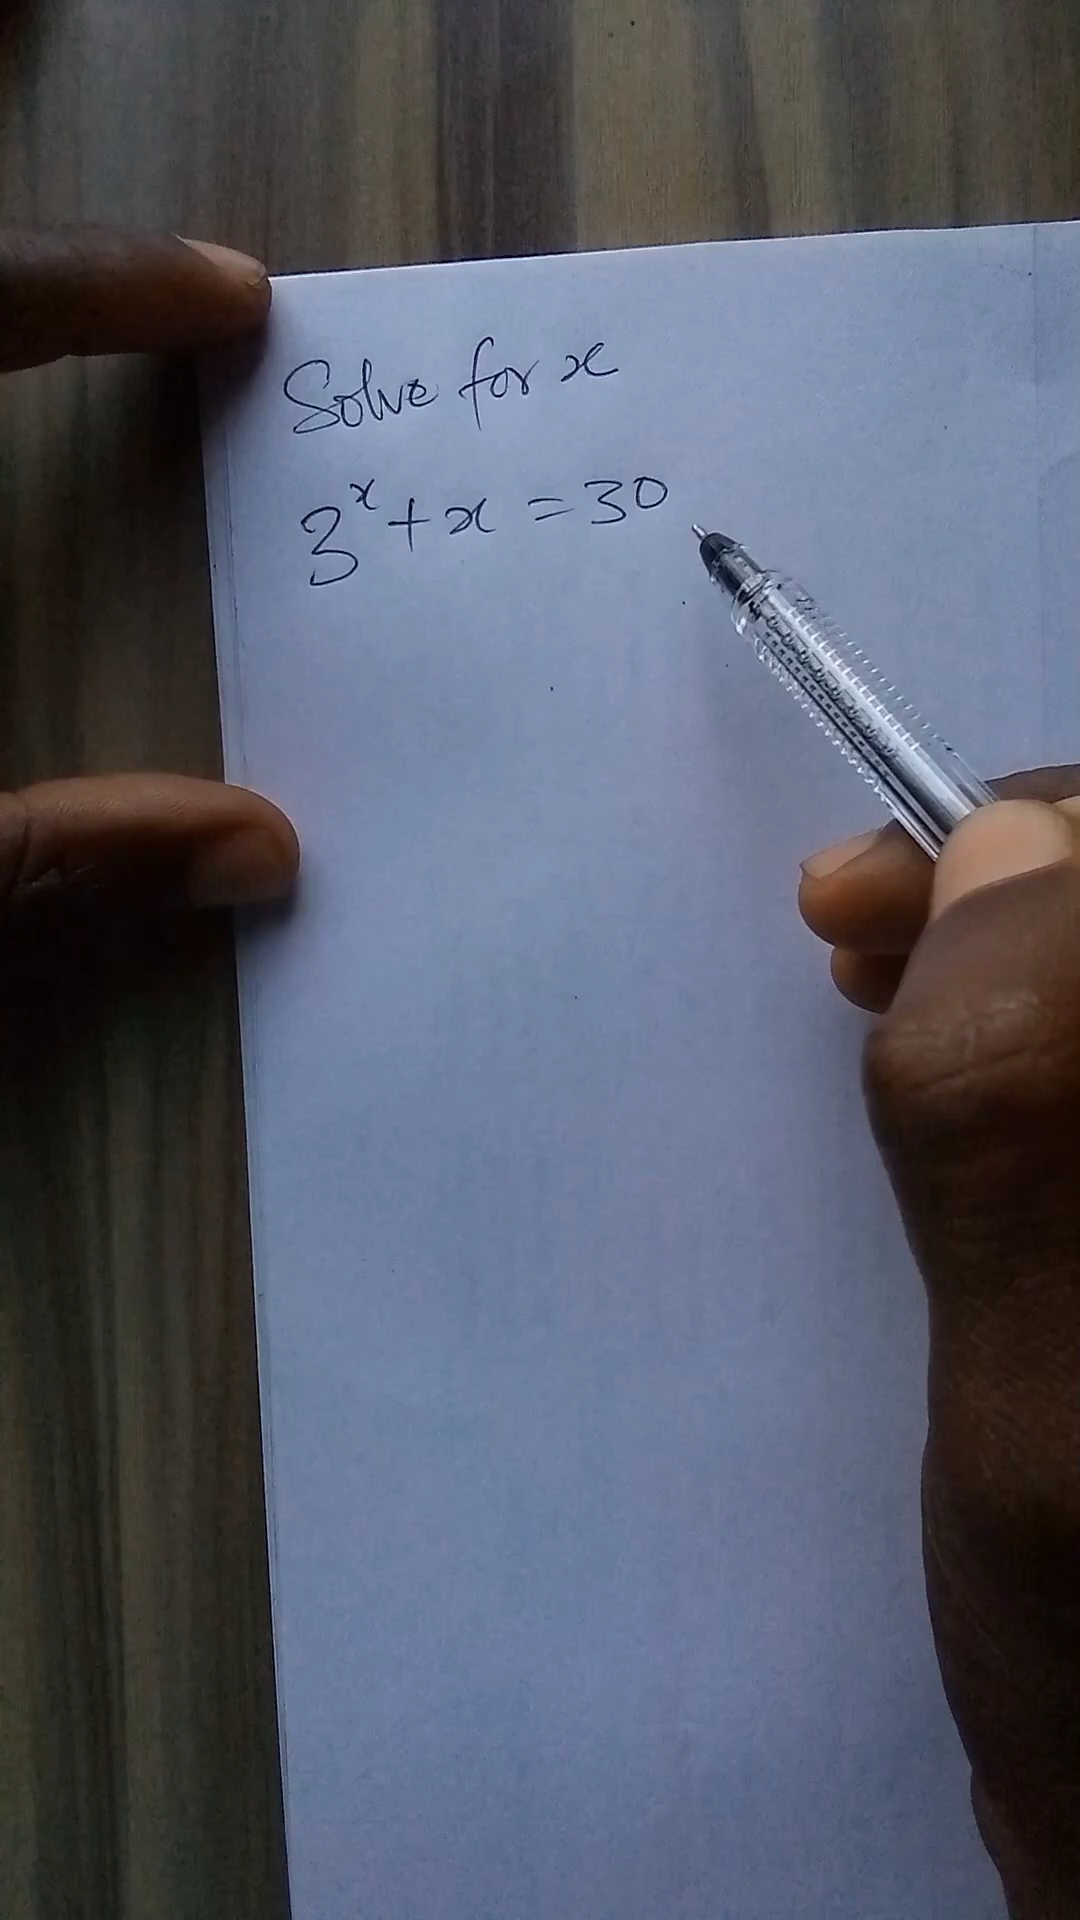 Solve for x
3^x + x = 30